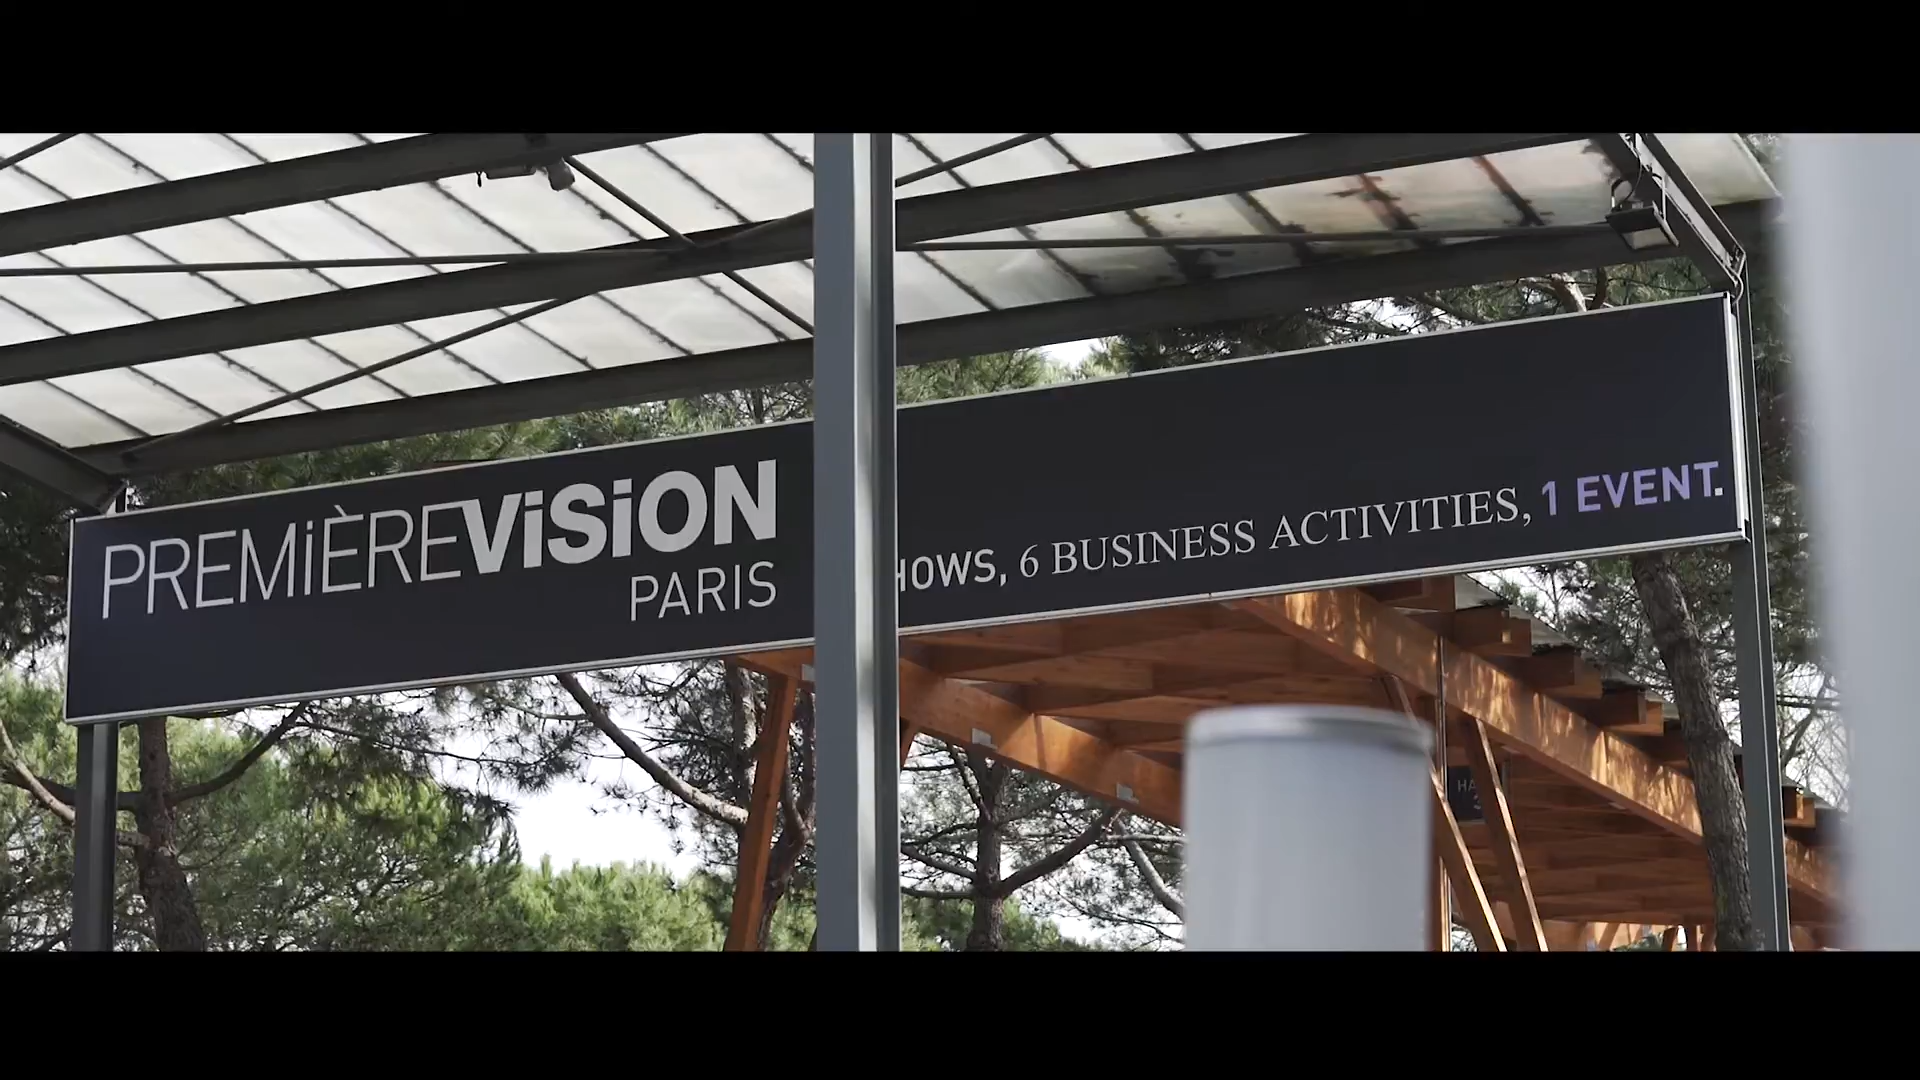 PREMiÈREViSiON
PARIS
HOWS, 6 BUSINESS ACTIVITIES, 1 EVENT.